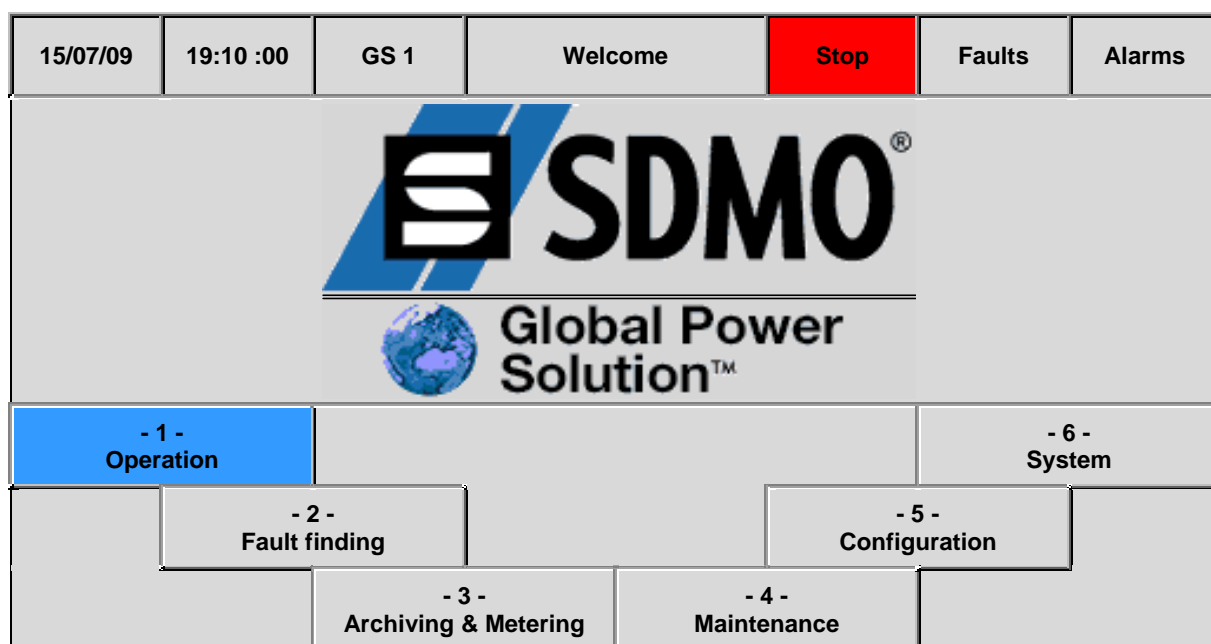 15/07/09 19:10 :00 GS 1 Welcome Stop Faults Alarms
SDMO®
Global Power
Solution™
- 1 -
Operation
- 6 -
System
- 2 -
Fault finding
- 5 -
Configuration
- 3 -
Archiving & Metering
- 4 -
Maintenance